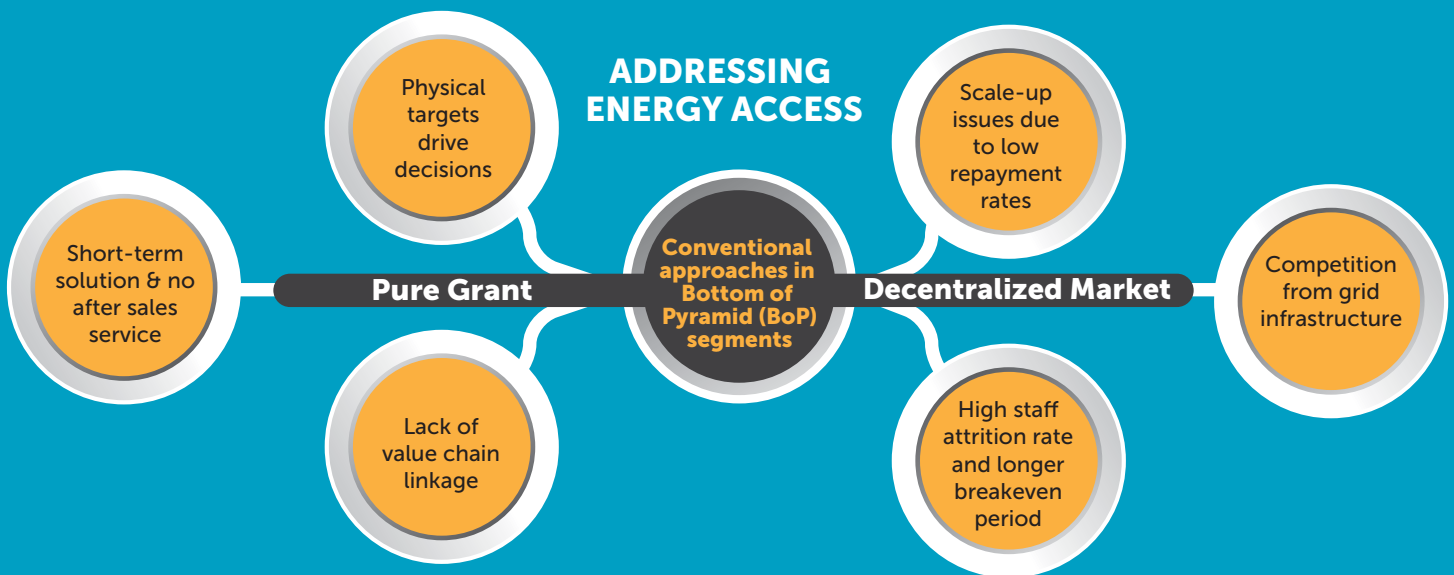 ADDRESSING
ENERGY ACCESS
Physical
targets
drive
decisions
Short-term
solution & no
after sales
service
Pure Grant
Lack of
value chain
linkage
Conventional
approaches in
Bottom of
Pyramid (BoP)
segments
Scale-up
issues due
to low
repayment
rates
Decentralized Market
Competition
from grid
infrastructure
High staff
attrition rate
and longer
breakeven
period